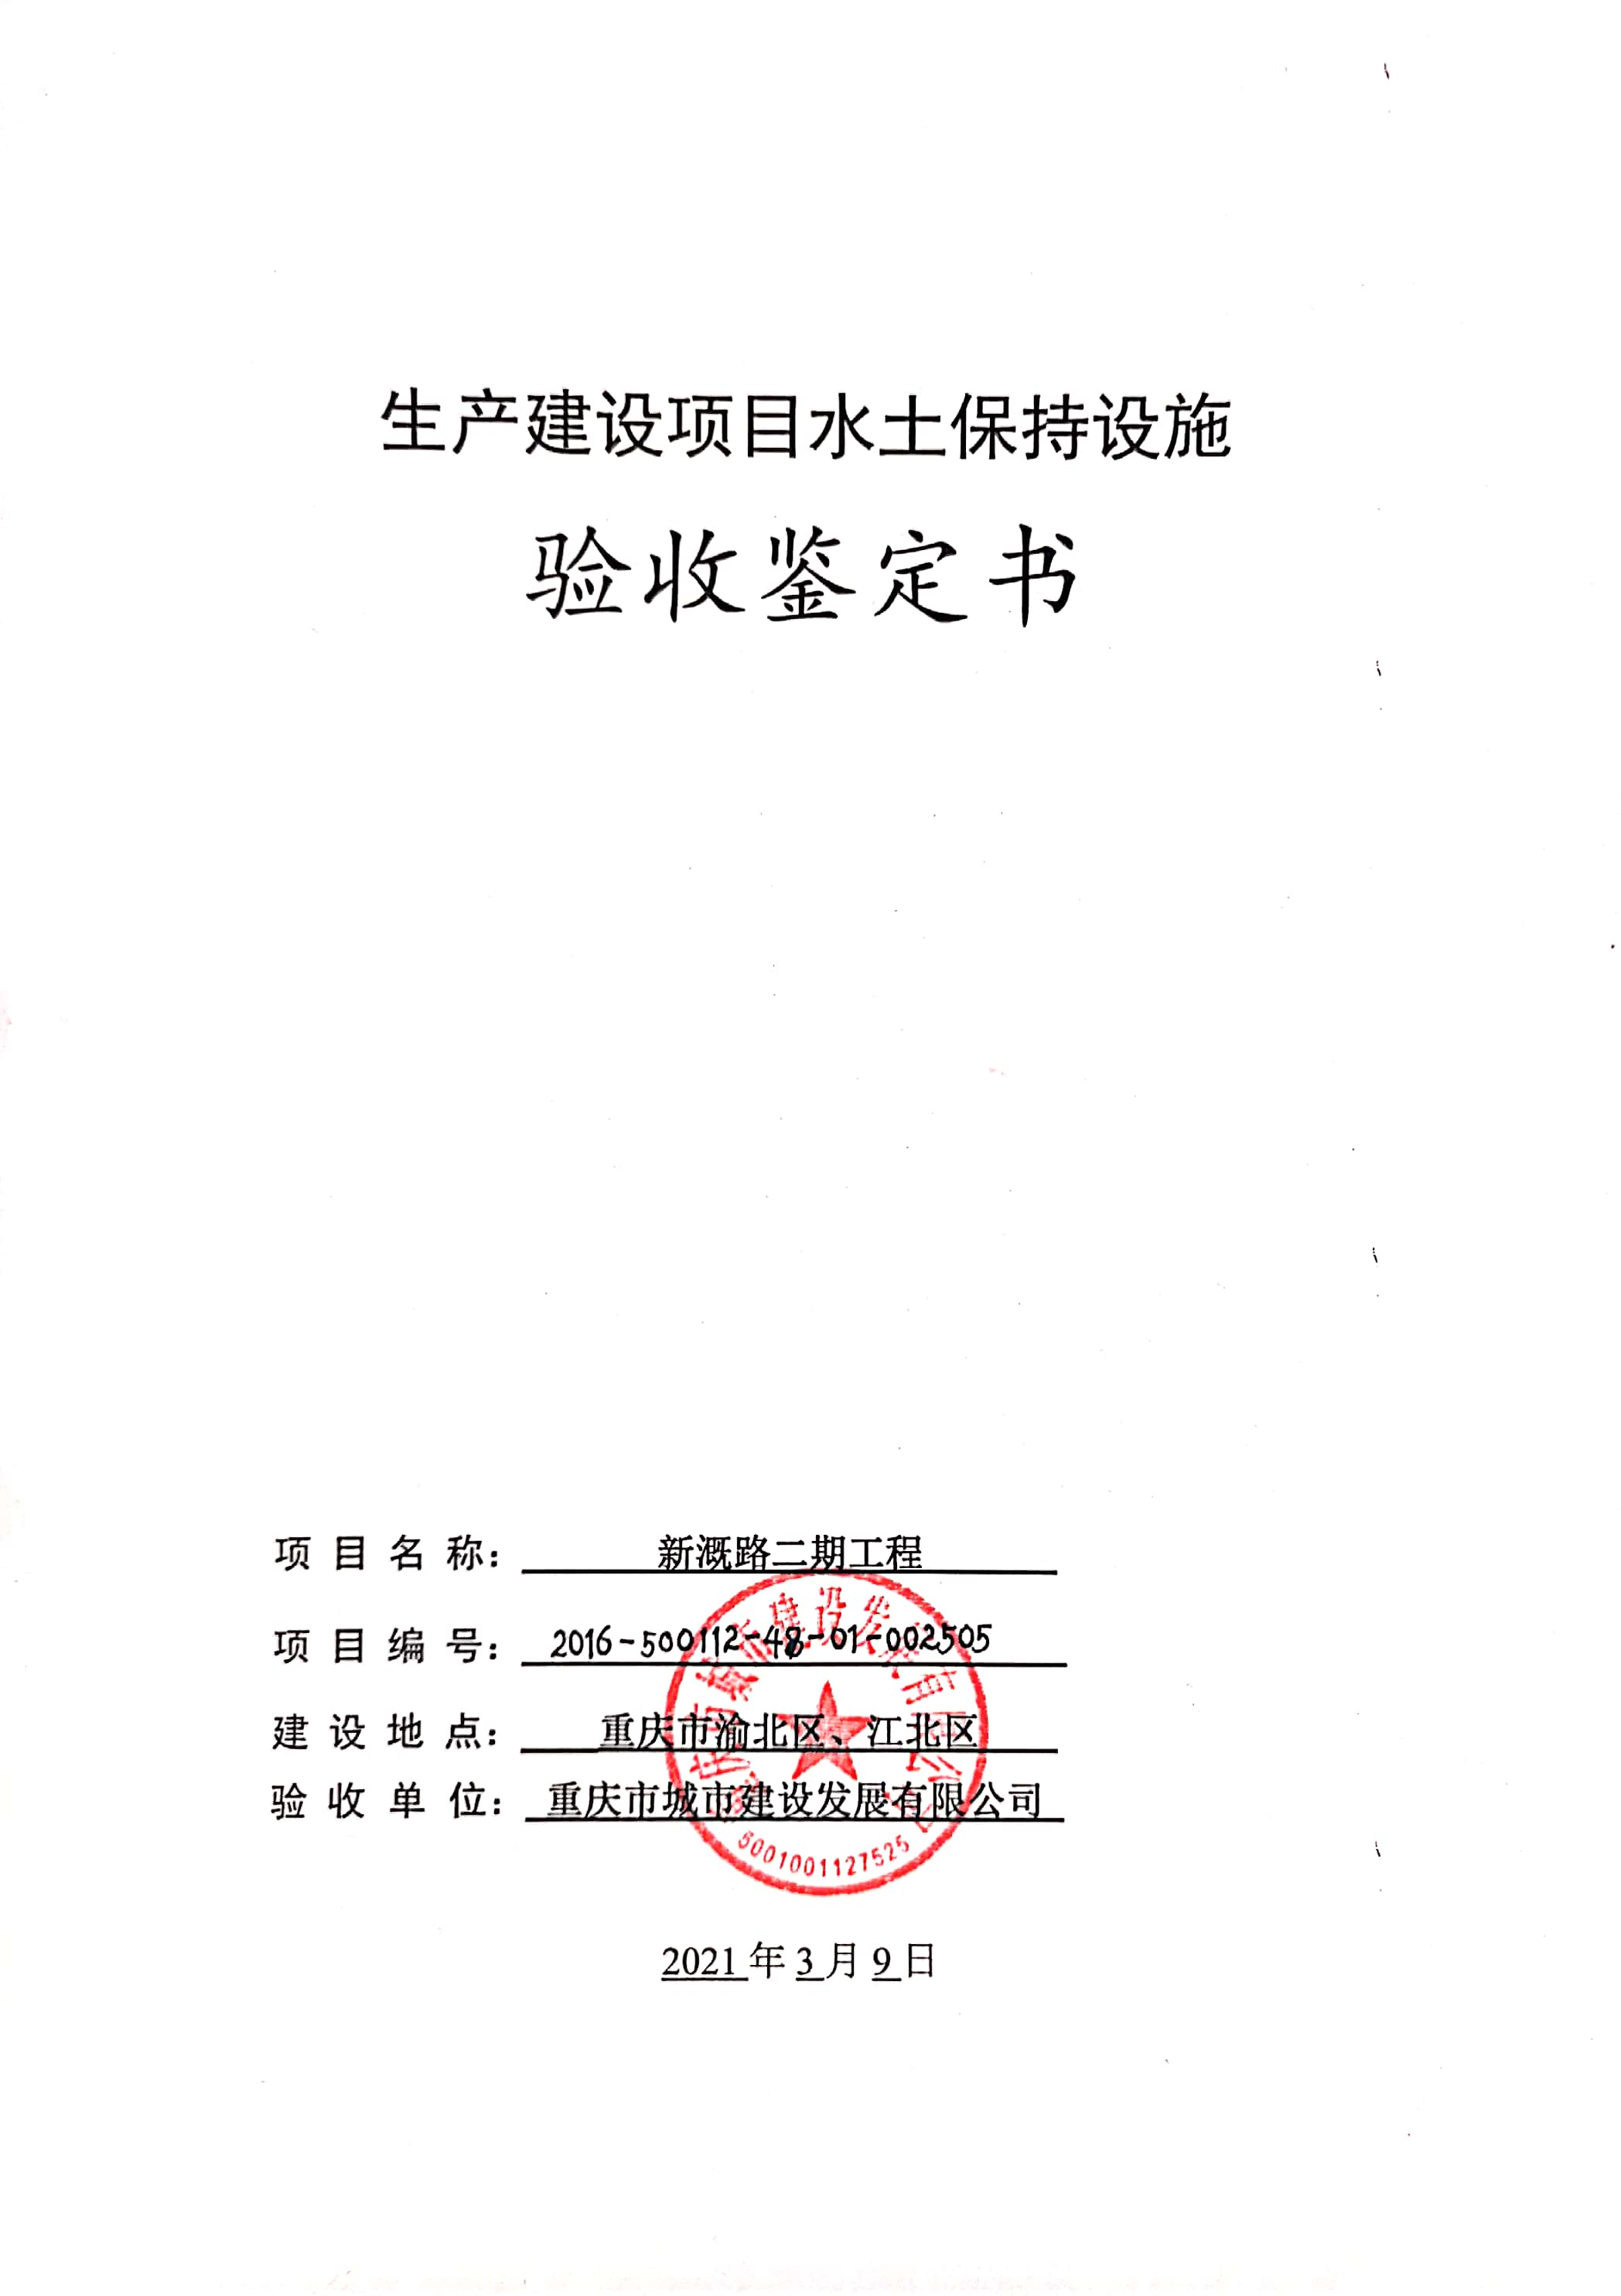 生产建设项目水土保持设施
验收鉴定书
项目名称：新溉路二期工程
项目编号：2016-500112-48-01-002505
建设地点：重庆市渝北区、江北区
验收单位：重庆市城市建设发展有限公司
5001001127525
2021年3月9日